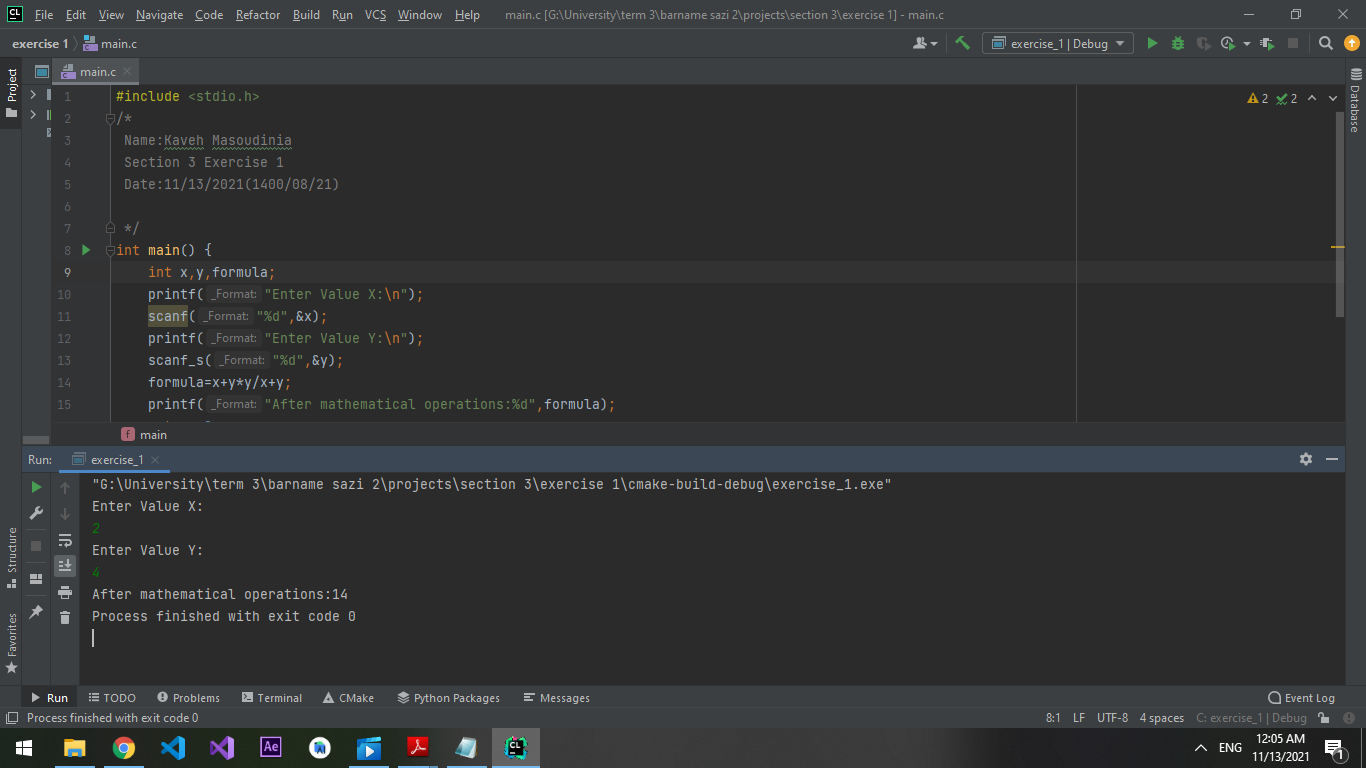 CL File Edit View Navigate Code Refactor Build Run VCS Window Help main.c [G:\University\term 3\barname sazi 2\projects\section 3\exercise 1] - main.c
exercise 1 main.c exercise_1 | Debug
Project
main.c
Database
2 2
1 #include <stdio.h>
2 /*
3 Name:Kaveh Masoudinia
4 Section 3 Exercise 1
5 Date:11/13/2021(1400/08/21)
6
7 */
8 int main() {
9 int x,y,formula;
10 printf( _Format: "Enter Value X:\n");
11 scanf( _Format: "%d",&x);
12 printf( _Format: "Enter Value Y:\n");
13 scanf_s( _Format: "%d",&y);
14 formula=x+y*y/x+y;
15 printf( _Format: "After mathematical operations:%d",formula);
f main
Run: exercise_1
"G:\University\term 3\barname sazi 2\projects\section 3\exercise 1\cmake-build-debug\exercise_1.exe"
Enter Value X:
2
Enter Value Y:
4
After mathematical operations:14
Process finished with exit code 0
Structure
Favorites
Run TODO Problems Terminal CMake Python Packages Messages Event Log
Process finished with exit code 0 8:1 LF UTF-8 4 spaces C: exercise_1 | Debug
Ae CL ENG 12:05 AM
11/13/2021 1